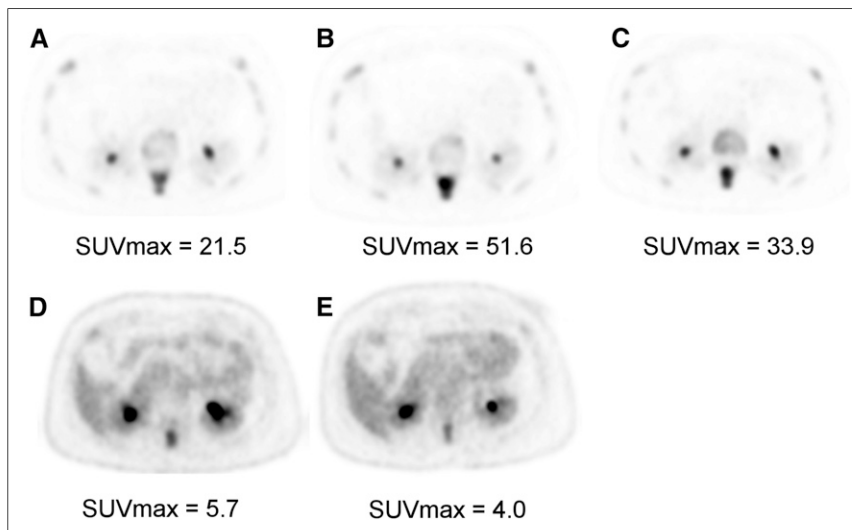 A B C
SUVmax = 21.5 SUVmax = 51.6 SUVmax = 33.9
D E
SUVmax = 5.7 SUVmax = 4.0